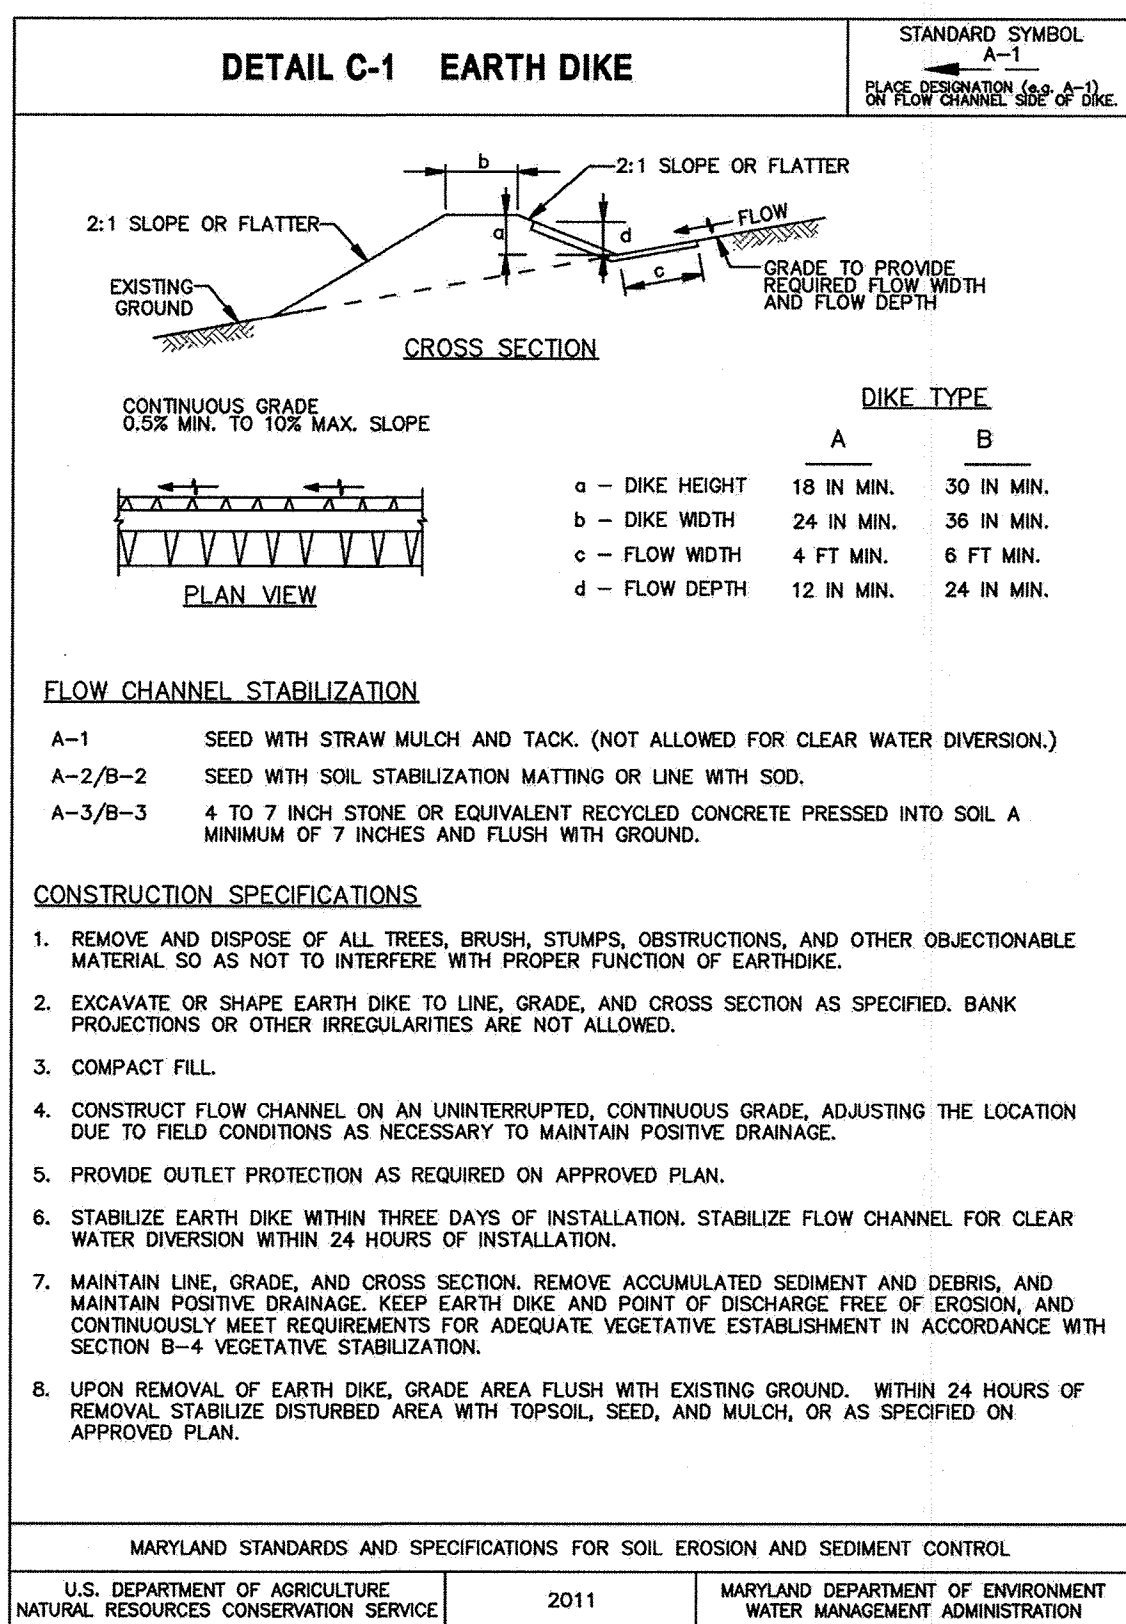 DETAIL C-1 EARTH DIKE
STANDARD SYMBOL
A-1
PLACE DESIGNATION (e.g. A-1)
ON FLOW CHANNEL SIDE OF DIKE.
b
2:1 SLOPE OR FLATTER
2:1 SLOPE OR FLATTER
a
d
FLOW
c
GRADE TO PROVIDE
REQUIRED FLOW WIDTH
AND FLOW DEPTH
EXISTING
GROUND
CROSS SECTION
CONTINUOUS GRADE
0.5% MIN. TO 10% MAX. SLOPE
PLAN VIEW
DIKE TYPE
A B
a - DIKE HEIGHT 18 IN MIN. 30 IN MIN.
b - DIKE WIDTH 24 IN MIN. 36 IN MIN.
c - FLOW WIDTH 4 FT MIN. 6 FT MIN.
d - FLOW DEPTH 12 IN MIN. 24 IN MIN.
FLOW CHANNEL STABILIZATION
A-1 SEED WITH STRAW MULCH AND TACK. (NOT ALLOWED FOR CLEAR WATER DIVERSION.)
A-2/B-2 SEED WITH SOIL STABILIZATION MATTING OR LINE WITH SOD.
A-3/B-3 4 TO 7 INCH STONE OR EQUIVALENT RECYCLED CONCRETE PRESSED INTO SOIL A
MINIMUM OF 7 INCHES AND FLUSH WITH GROUND.
CONSTRUCTION SPECIFICATIONS
1. REMOVE AND DISPOSE OF ALL TREES, BRUSH, STUMPS, OBSTRUCTIONS, AND OTHER OBJECTIONABLE
MATERIAL SO AS NOT TO INTERFERE WITH PROPER FUNCTION OF EARTHDIKE.
2. EXCAVATE OR SHAPE EARTH DIKE TO LINE, GRADE, AND CROSS SECTION AS SPECIFIED. BANK
PROJECTIONS OR OTHER IRREGULARITIES ARE NOT ALLOWED.
3. COMPACT FILL.
4. CONSTRUCT FLOW CHANNEL ON AN UNINTERRUPTED, CONTINUOUS GRADE, ADJUSTING THE LOCATION
DUE TO FIELD CONDITIONS AS NECESSARY TO MAINTAIN POSITIVE DRAINAGE.
5. PROVIDE OUTLET PROTECTION AS REQUIRED ON APPROVED PLAN.
6. STABILIZE EARTH DIKE WITHIN THREE DAYS OF INSTALLATION. STABILIZE FLOW CHANNEL FOR CLEAR
WATER DIVERSION WITHIN 24 HOURS OF INSTALLATION.
7. MAINTAIN LINE, GRADE, AND CROSS SECTION. REMOVE ACCUMULATED SEDIMENT AND DEBRIS, AND
MAINTAIN POSITIVE DRAINAGE. KEEP EARTH DIKE AND POINT OF DISCHARGE FREE OF EROSION, AND
CONTINUOUSLY MEET REQUIREMENTS FOR ADEQUATE VEGETATIVE ESTABLISHMENT IN ACCORDANCE WITH
SECTION B-4 VEGETATIVE STABILIZATION.
8. UPON REMOVAL OF EARTH DIKE, GRADE AREA FLUSH WITH EXISTING GROUND. WITHIN 24 HOURS OF
REMOVAL STABILIZE DISTURBED AREA WITH TOPSOIL, SEED, AND MULCH, OR AS SPECIFIED ON
APPROVED PLAN.
MARYLAND STANDARDS AND SPECIFICATIONS FOR SOIL EROSION AND SEDIMENT CONTROL
U.S. DEPARTMENT OF AGRICULTURE
NATURAL RESOURCES CONSERVATION SERVICE
2011
MARYLAND DEPARTMENT OF ENVIRONMENT
WATER MANAGEMENT ADMINISTRATION